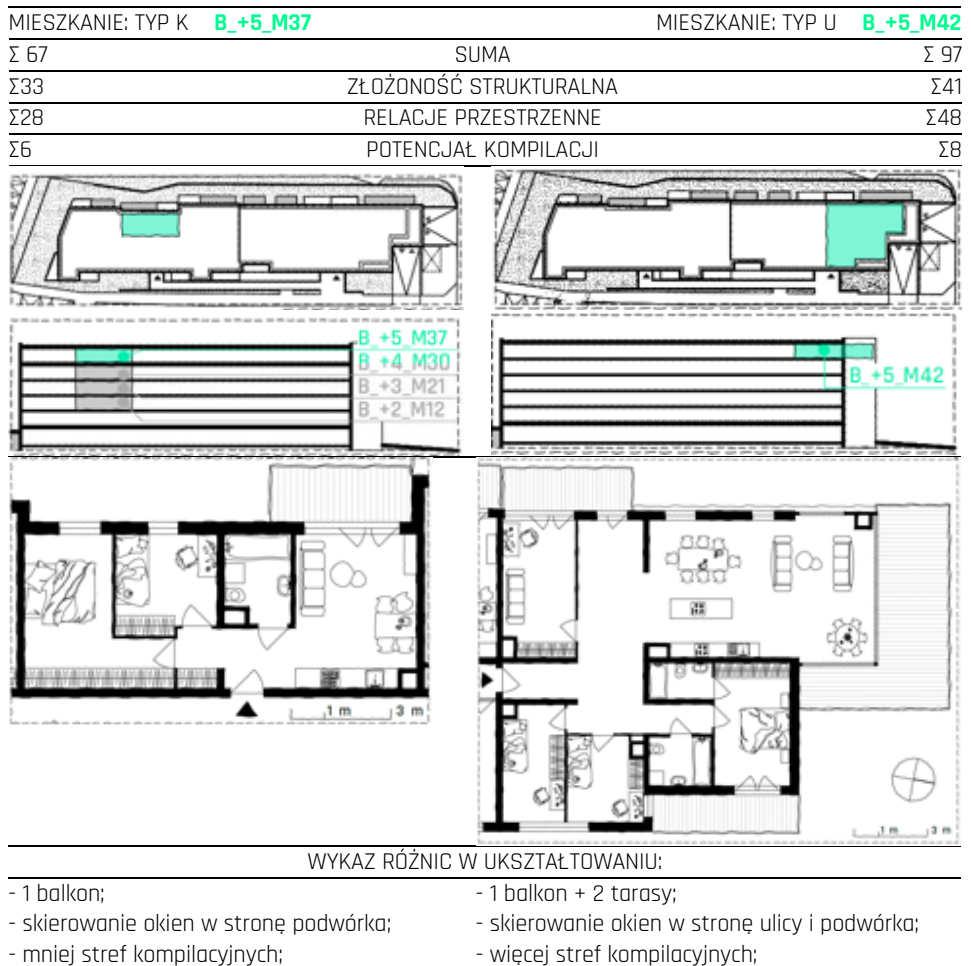 MIESZKANIE: TYP K B_+5_M37 MIESZKANIE: TYP U B_+5_M42
Σ 67 SUMA Σ 97
Σ33 ZŁOŻONOŚĆ STRUKTURALNA Σ41
Σ28 RELACJE PRZESTRZENNE Σ48
Σ6 POTENCJAŁ KOMPILACJI Σ8
B_+5_M37
B_+4_M30
B_+3_M21
B_+2_M12
B_+5_M42
1 m 3 m
1 m 3 m
WYKAZ RÓŻNIC W UKSZTAŁTOWANIU:
- 1 balkon; - 1 balkon + 2 tarasy;
- skierowanie okien w stronę podwórka; - skierowanie okien w stronę ulicy i podwórka;
- mniej stref kompilacyjnych; - więcej stref kompilacyjnych;